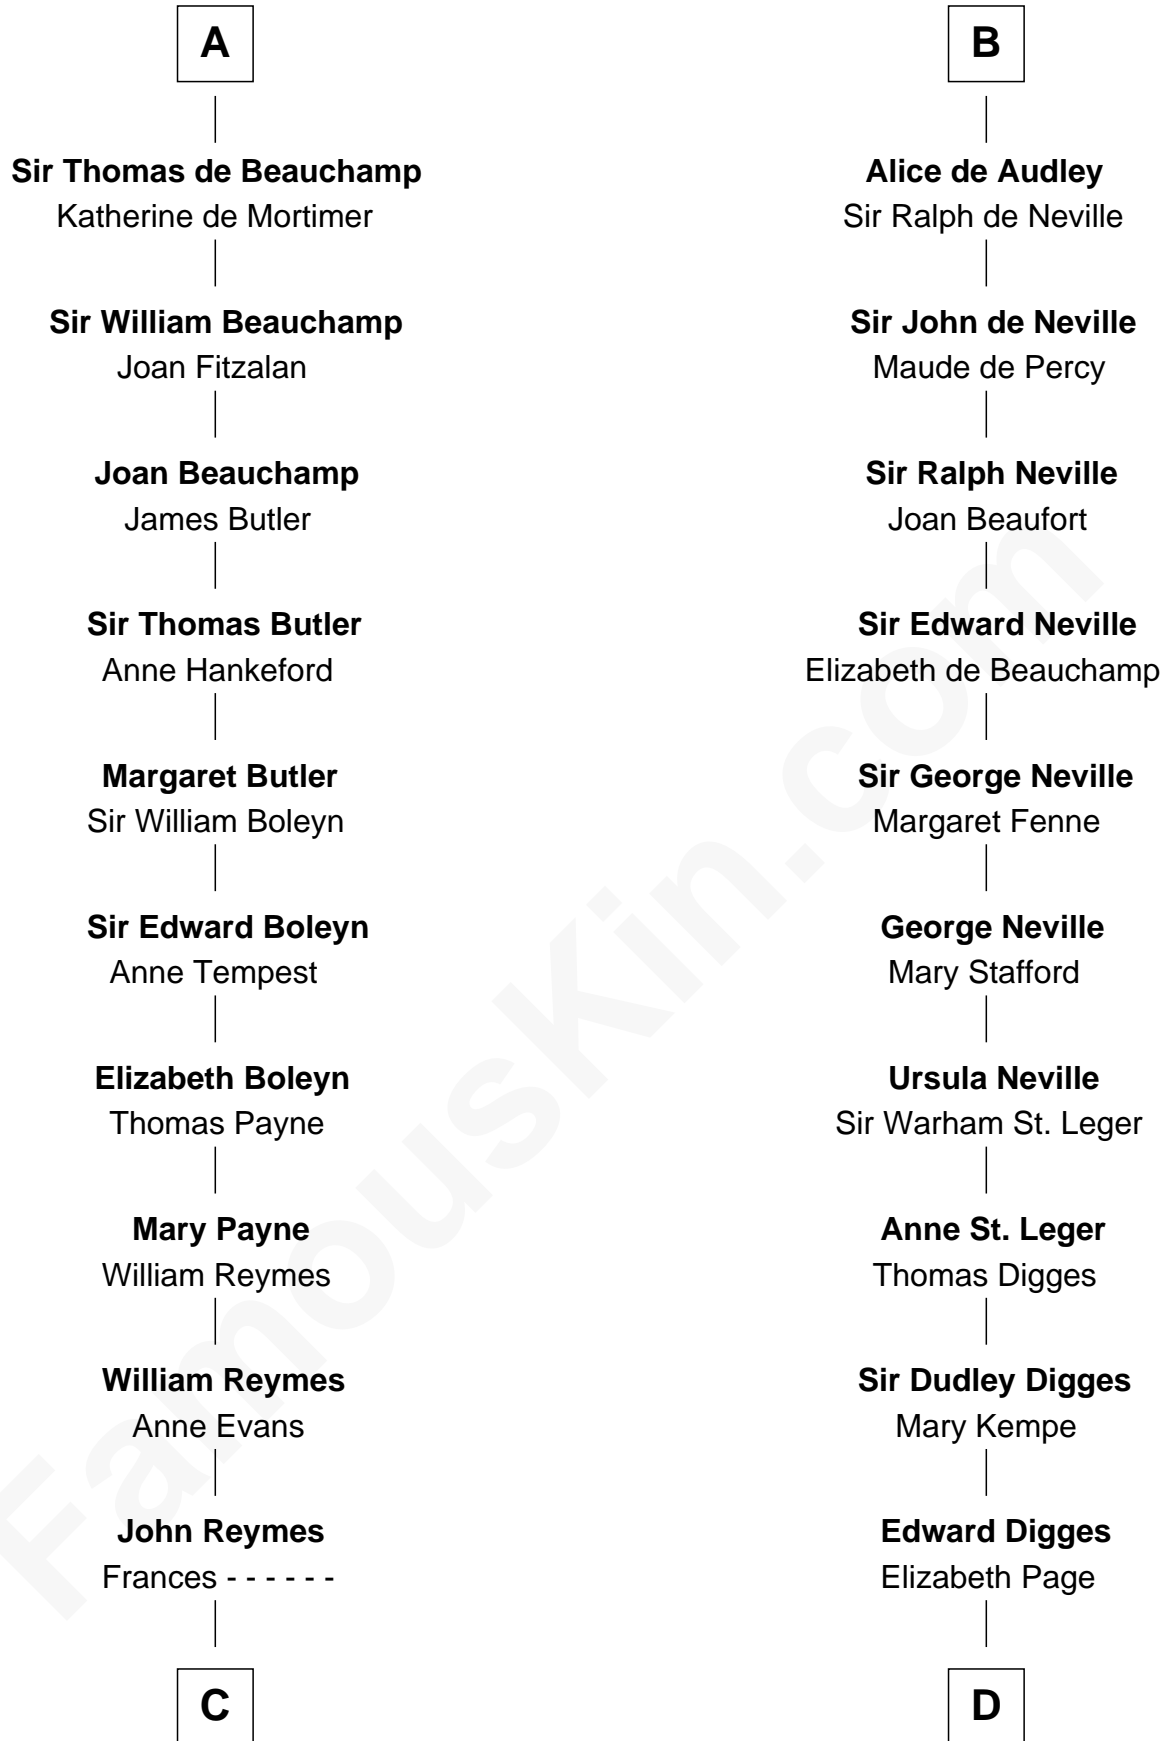 A
Sir Thomas de Beauchamp
Katherine de Mortimer
Sir William Beauchamp
Joan Fitzalan
Joan Beauchamp
James Butler
Sir Thomas Butler
Anne Hankeford
Margaret Butler
Sir William Boleyn
Sir Edward Boleyn
Anne Tempest
Elizabeth Boleyn
Thomas Payne
Mary Payne
William Reymes
William Reymes
Anne Evans
John Reymes
Frances - - - - - -
C
B
Alice de Audley
Sir Ralph de Neville
Sir John de Neville
Maude de Percy
Sir Ralph Neville
Joan Beaufort
Sir Edward Neville
Elizabeth de Beauchamp
Sir George Neville
Margaret Fenne
George Neville
Mary Stafford
Ursula Neville
Sir Warham St. Leger
Anne St. Leger
Thomas Digges
Sir Dudley Digges
Mary Kempe
Edward Digges
Elizabeth Page
D
FamousKin.com